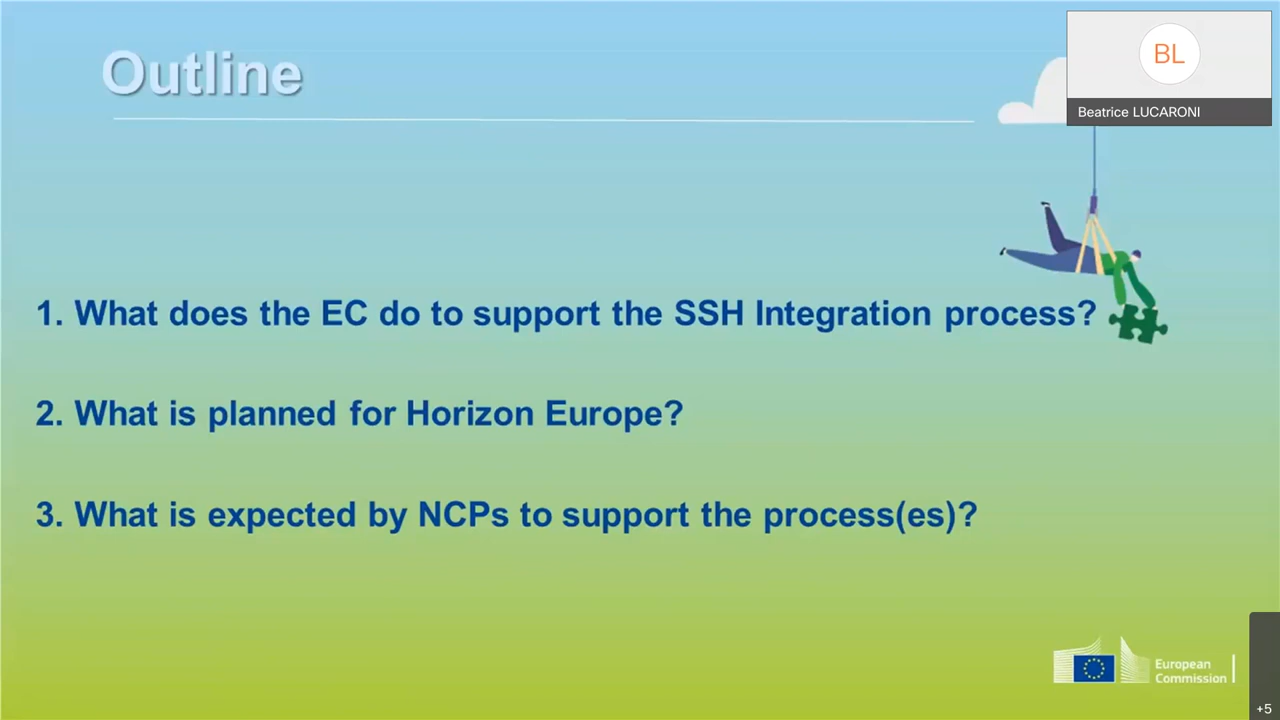 Outline
BL
Beatrice LUCARONI
1. What does the EC do to support the SSH Integration process?
2. What is planned for Horizon Europe?
3. What is expected by NCPs to support the process(es)?
European
Commission
+5